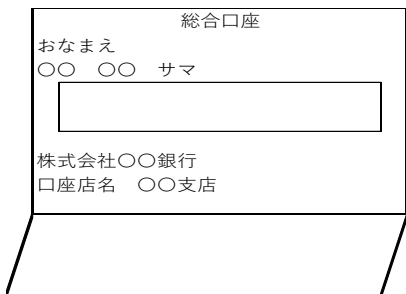 総合口座
おなまえ
○○　○○　サマ
株式会社○○銀行
口座店名　○○支店